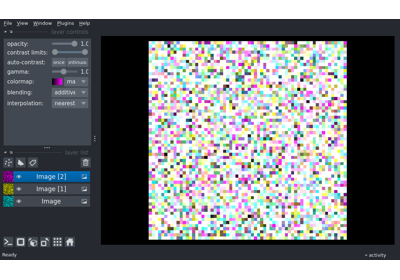 File View Window Plugins Help
layer controls
opacity: 1.0
contrast limits:
auto-contrast: once
gamma: 1.0
colormap: ma
blending: additive
interpolation: nearest
layer list
Image [2]
Image [1]
Image
Ready
activity